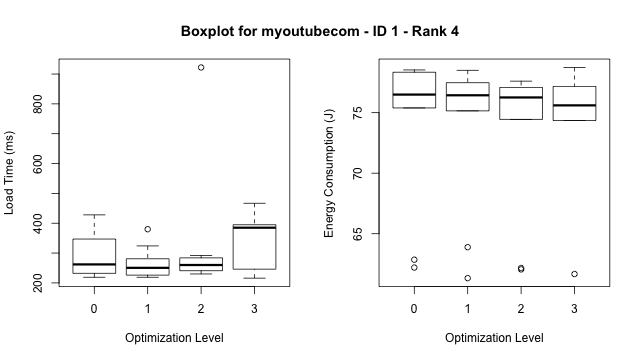 Boxplot for myoutubecom - ID 1 - Rank 4
Load Time (ms)
200
400
600
800
0 1 2 3
Optimization Level
Energy Consumption (J)
65
70
75
0 1 2 3
Optimization Level